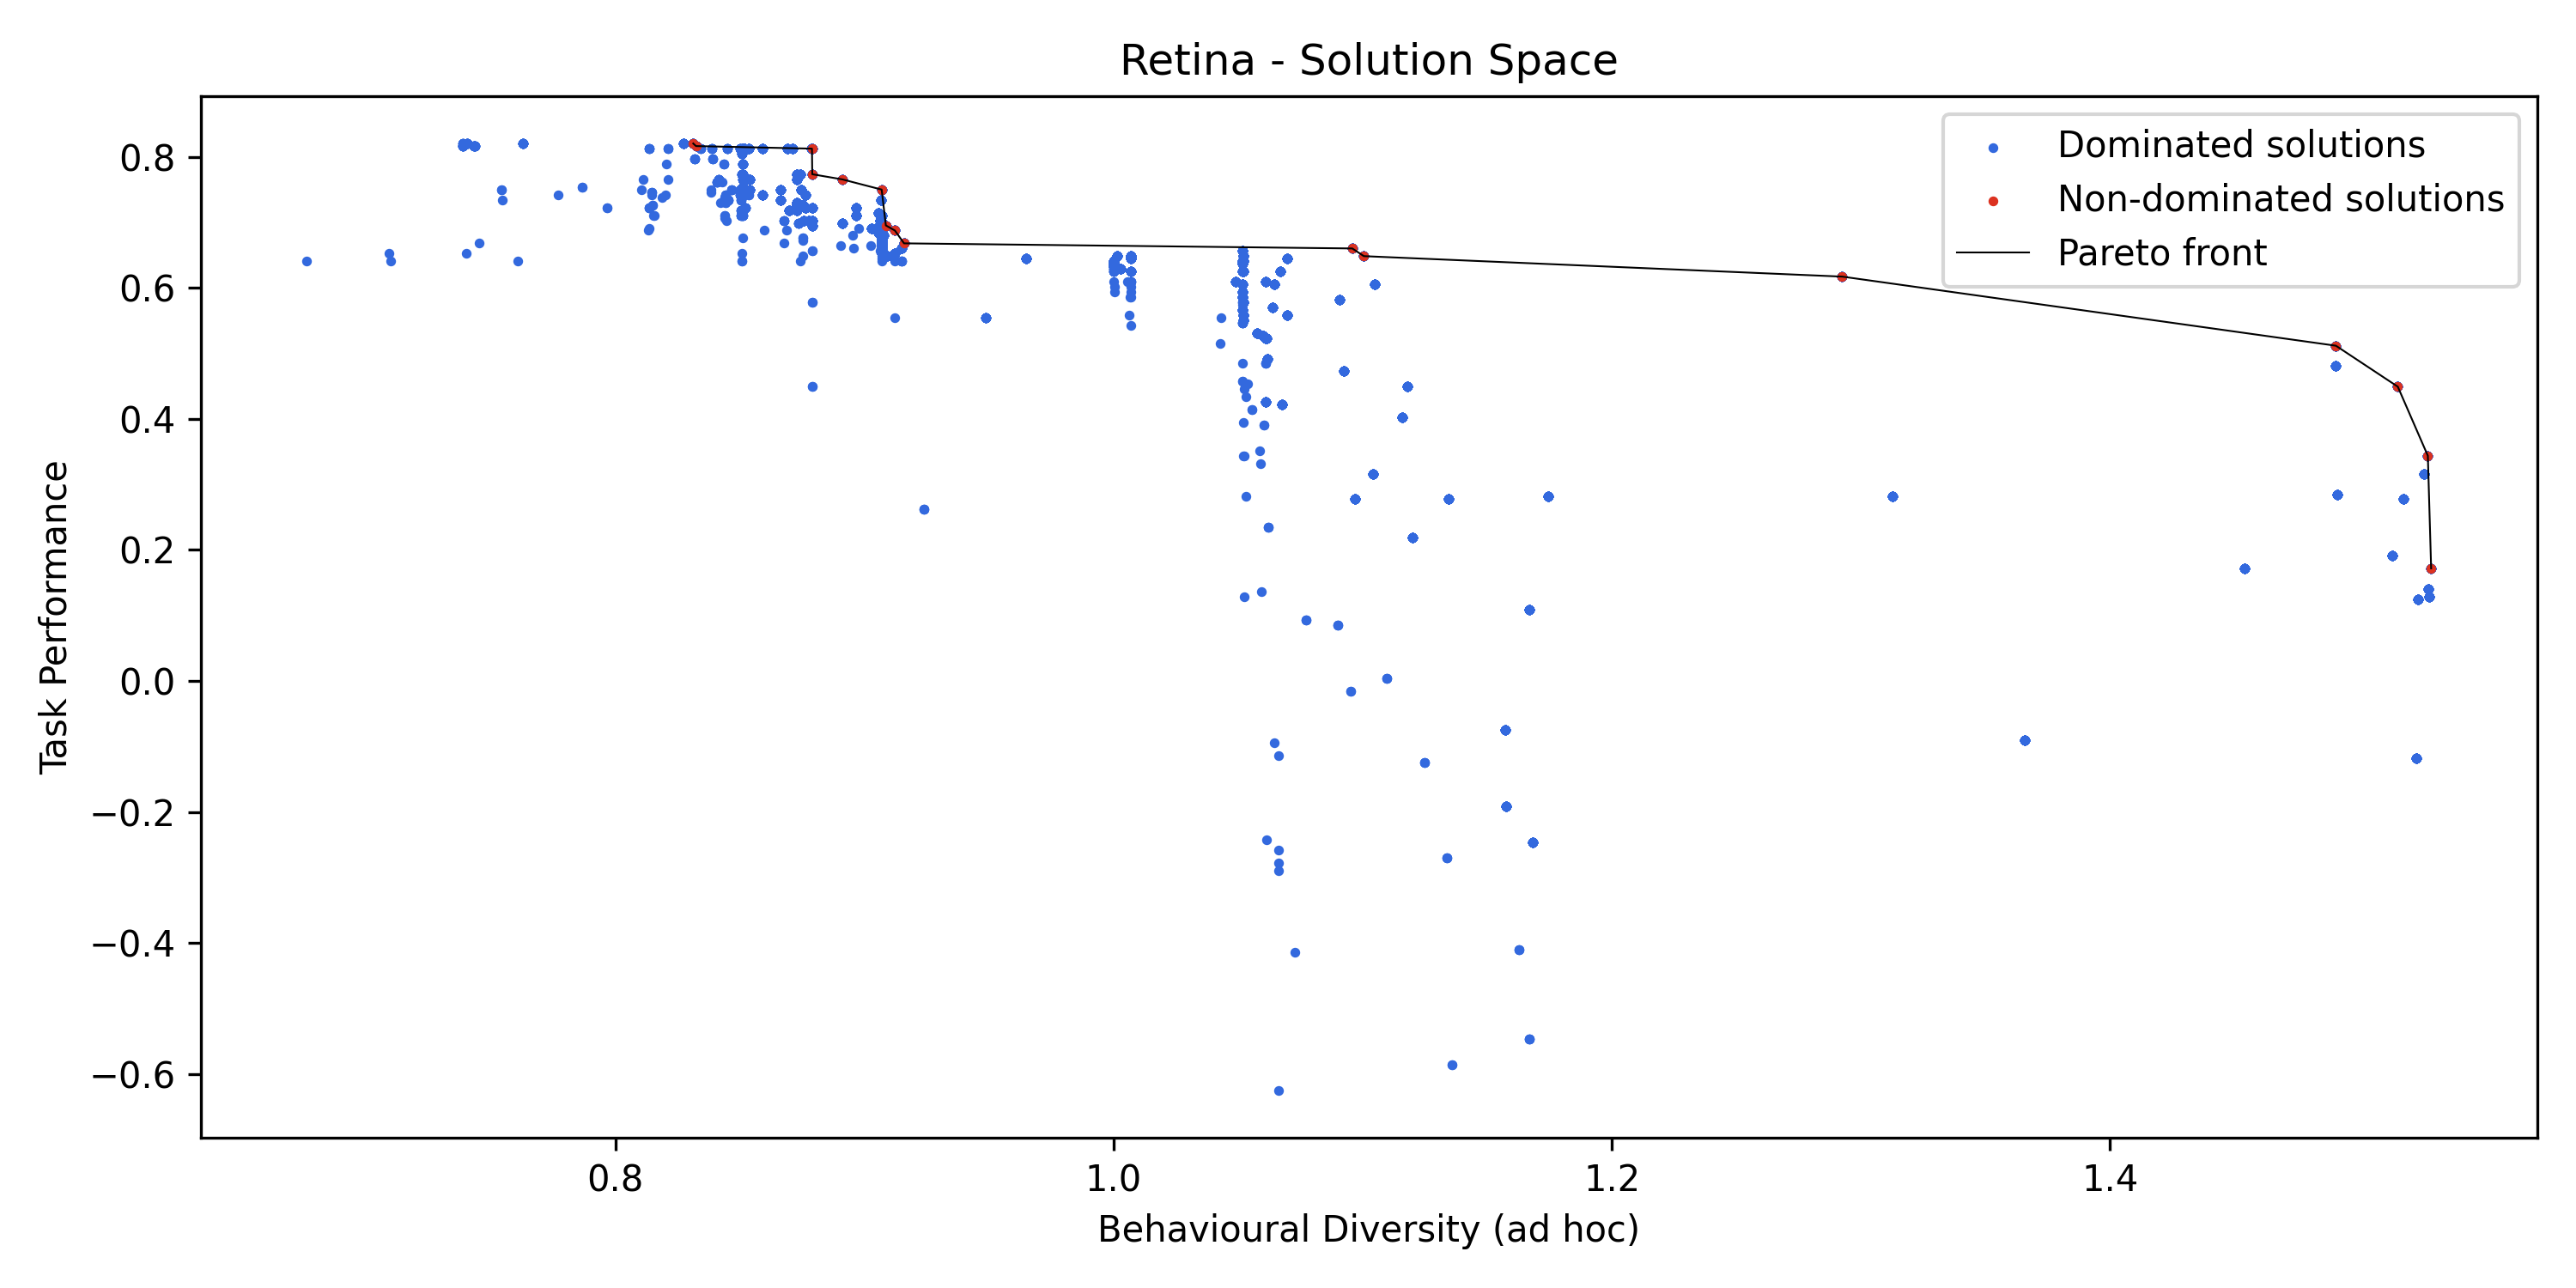 Retina - Solution Space
Dominated solutions
Non-dominated solutions
Pareto front
Task Performance
0.8
0.6
0.4
0.2
0.0
−0.2
−0.4
−0.6
0.8
1.0
1.2
1.4
Behavioural Diversity (ad hoc)